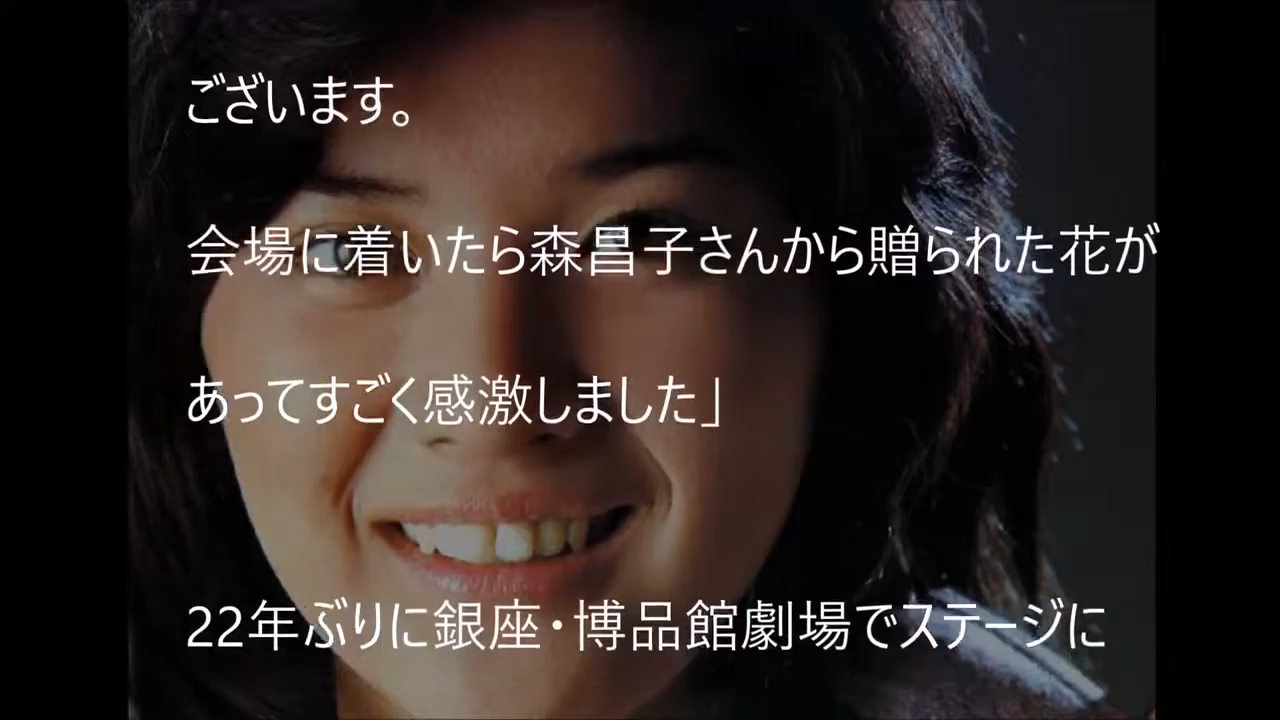 ございます。
会場に着いたら森昌子さんから贈られた花が
あってすごく感激しました」
22年ぶりに銀座・博品館劇場でステージに